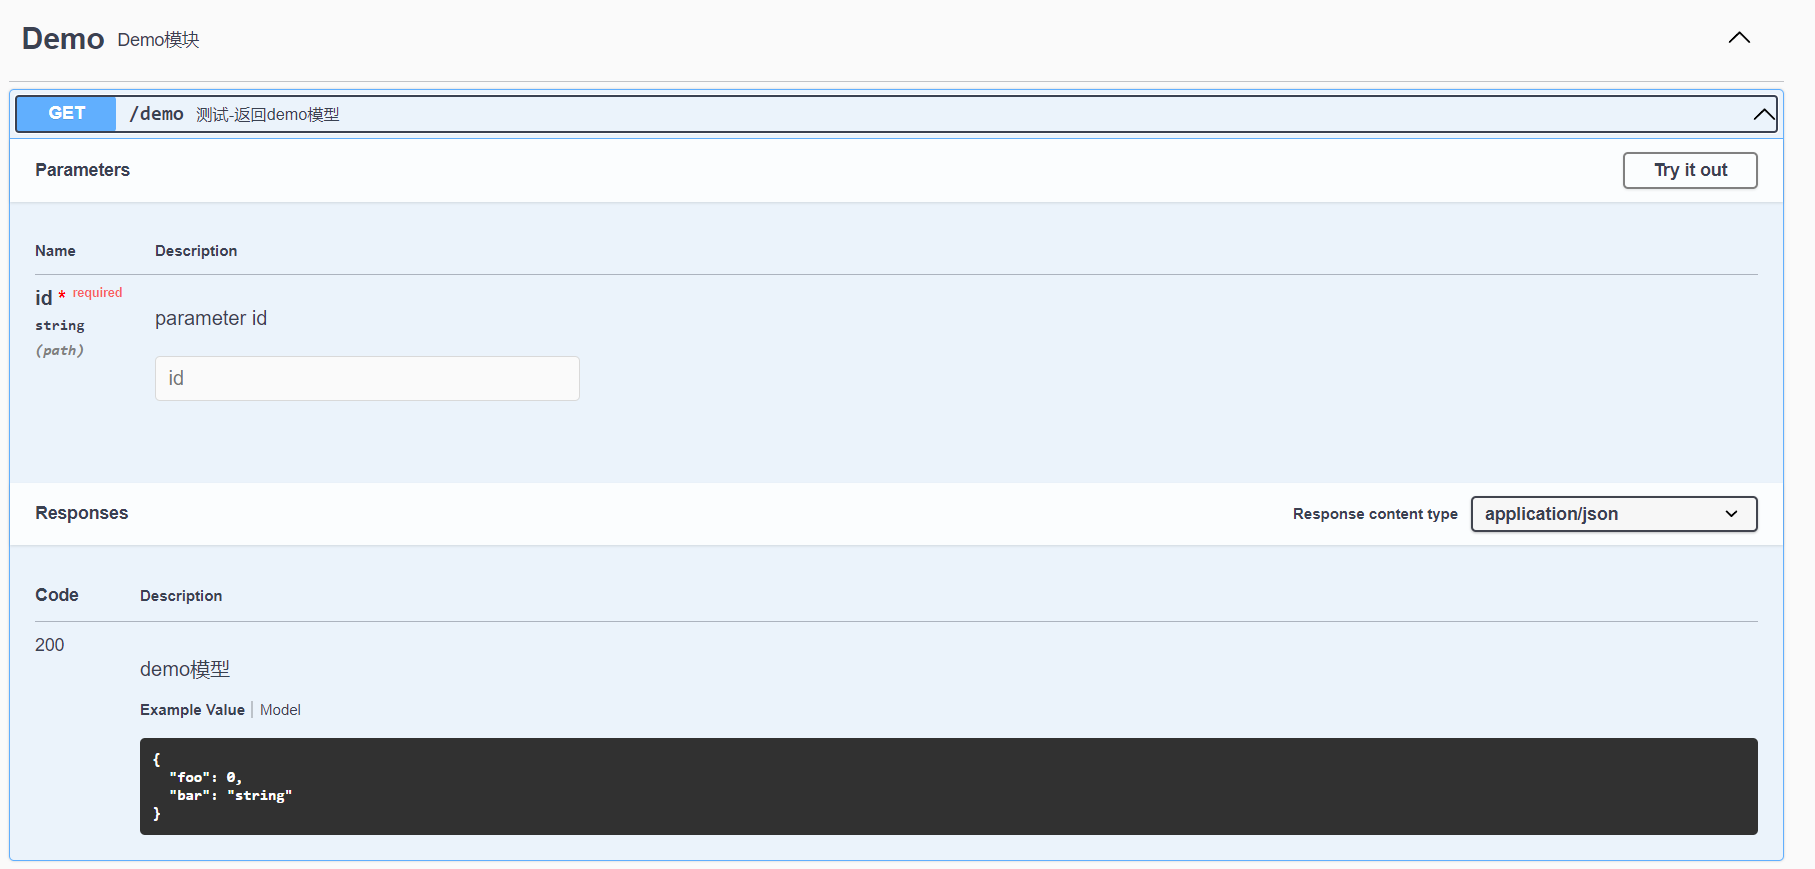 Demo Demo模块
GET /demo 测试-返回demo模型
Parameters Try it out
Name Description
id * required
string
(path)
parameter id
id
Responses Response content type application/json
Code Description
200
demo模型
Example Value | Model
{
  "foo": 0,
  "bar": "string"
}